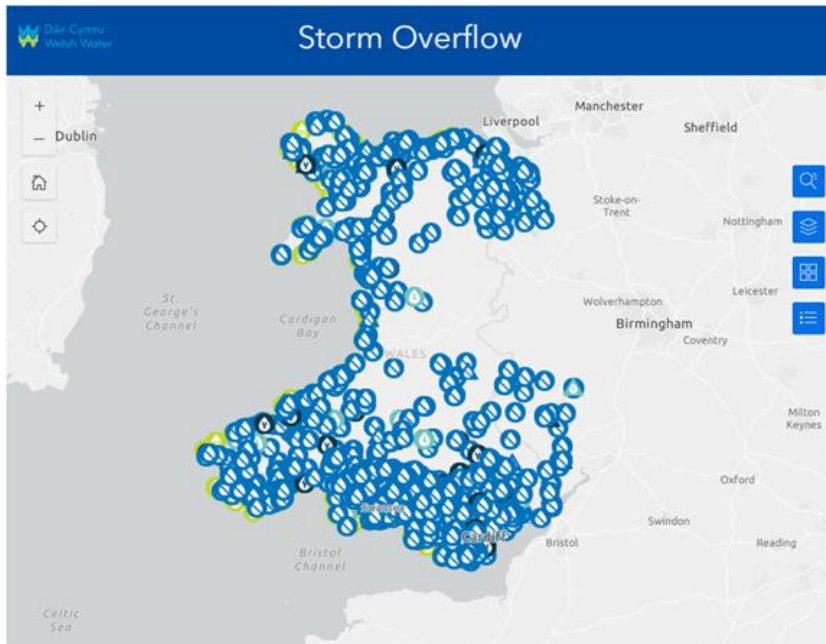 Dŵr Cymru
Welsh Water
Storm Overflow
Manchester
Liverpool
Sheffield
Dublin
Stoke-on-
Trent
Nottingham
St.
George's
Channel
Cardigan
Bay
Leicester
Wolverhampton
Birmingham
Coventry
WALES
Milton
Keynes
Oxford
Swansea
Swindon
Cardiff
Bristol
Reading
Bristol
Channel
Celtic
Sea